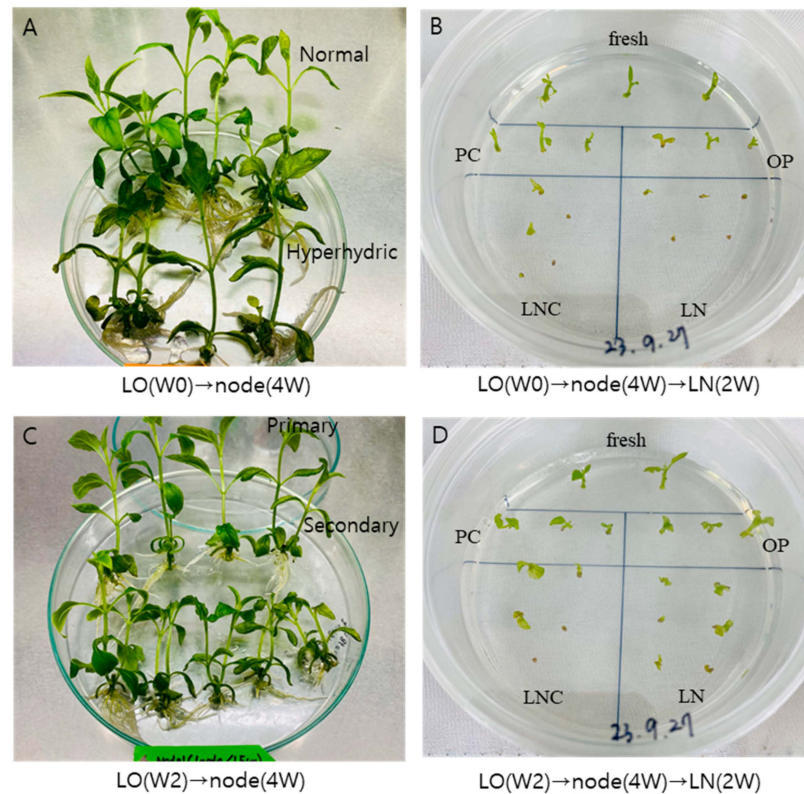 A
Normal
Hyperhydric
LO(W0)→node(4W)
B
fresh
PC
OP
LNC
LN
23.9.27
LO(W0)→node(4W)→LN(2W)
C
Primary
Secondary
LO(W2)→node(4W)
D
fresh
PC
OP
LNC
LN
23.9.27
LO(W2)→node(4W)→LN(2W)